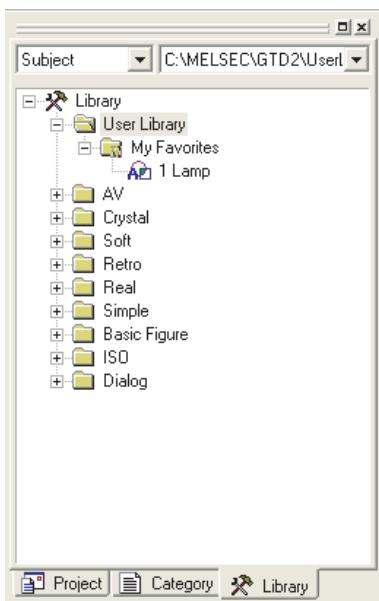 Subject C:\MELSEC\GTD2\Userl
Library
User Library
My Favorites
1 Lamp
AV
Crystal
Soft
Retro
Real
Simple
Basic Figure
ISO
Dialog
Project Category Library